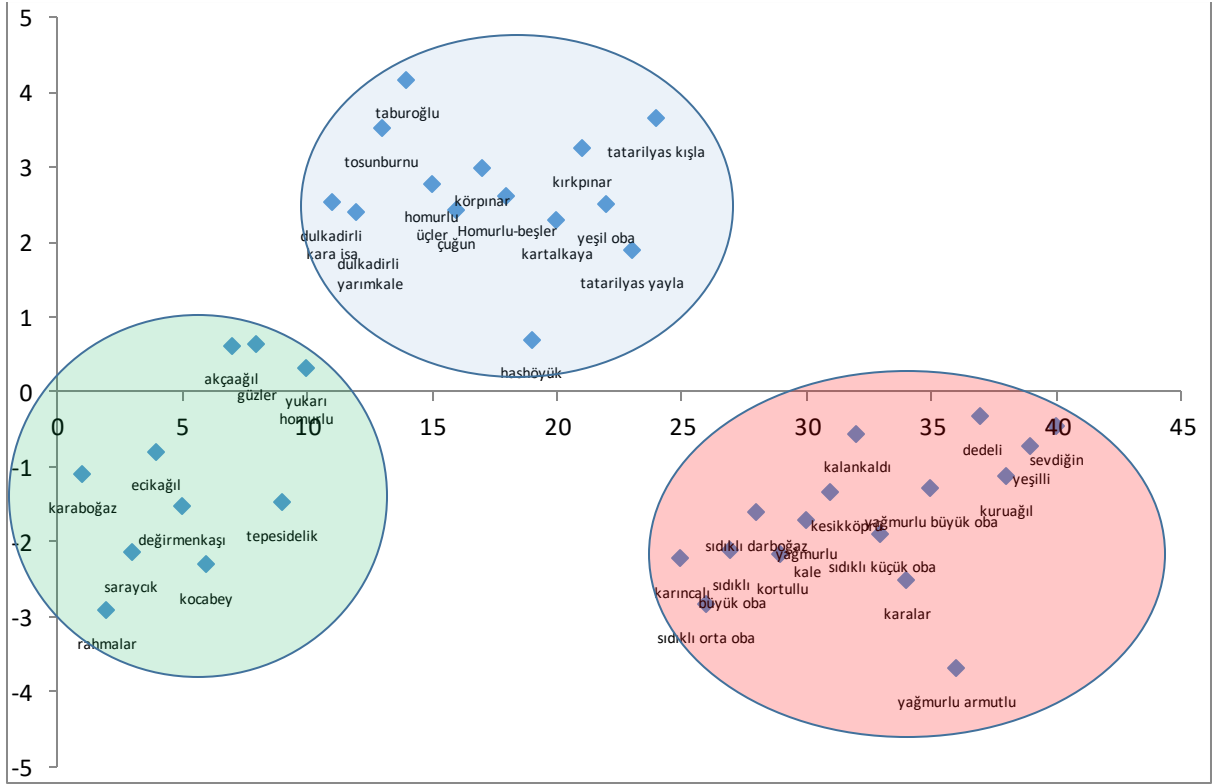 5
4
taburoğlu
tosunburnu
tatarilyas kışla
3
kırkpınar
körpınar
homurlu
üçler
Homurlu-beşler
çuğun
yeşil oba
dulkadirli
kara isa
2
kartalkaya
dulkadirli
yarımkale
tatarilyas yayla
1
başhöyük
akçaağıl
güzler
yukarı
homurlu
0
0
5
10
15
20
25
30
35
40
45
dedeli
sevdiğin
kalankaldı
yeşilli
-1
ecikağıl
karaboğaz
kuruağıl
kesikköprü
yağmurlu büyük oba
değirmenkaşı
tepesidelik
-2
sıdıklı darboğaz
yağmurlu
kale
sıdıklı küçük oba
saraycık
kocabey
karıncalı
sıdıklı
büyük oba
kortullu
karalar
-3
rahmalar
sıdıklı orta oba
-4
yağmurlu armutlu
-5